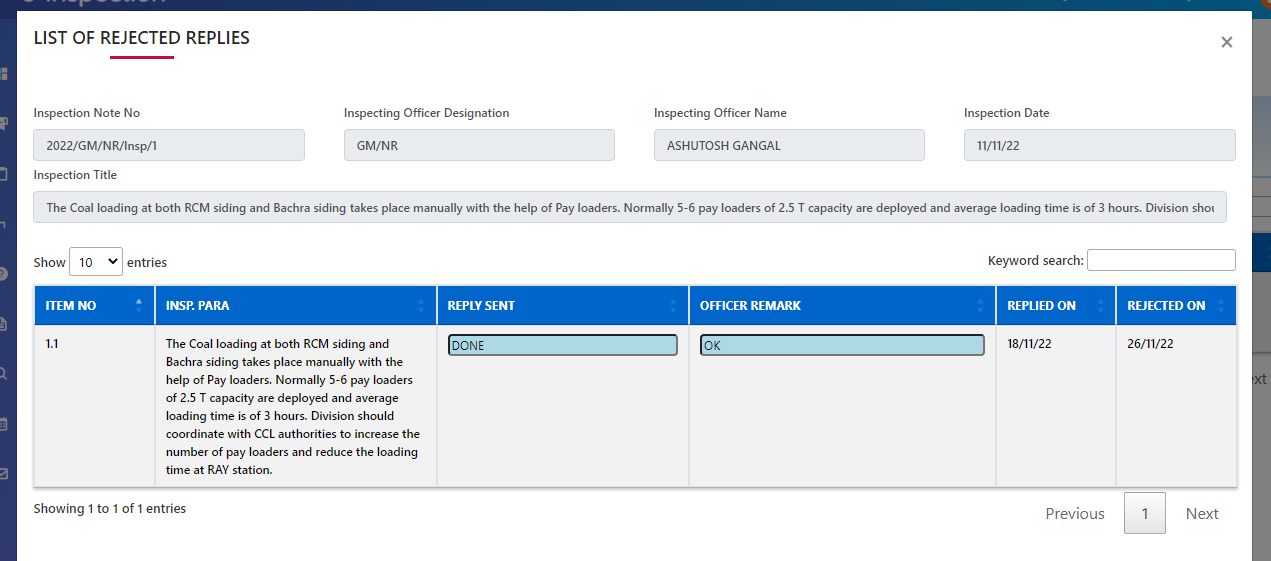 LIST OF REJECTED REPLIES
×
Inspection Note No
Inspecting Officer Designation
Inspecting Officer Name
Inspection Date
2022/GM/NR/Insp/1
GM/NR
ASHUTOSH GANGAL
11/11/22
Inspection Title
The Coal loading at both RCM siding and Bachra siding takes place manually with the help of Pay loaders. Normally 5-6 pay loaders of 2.5 T capacity are deployed and average loading time is of 3 hours. Division shou
Show 10 entries
Keyword search:
ITEM NO
INSP. PARA
REPLY SENT
OFFICER REMARK
REPLIED ON
REJECTED ON
1.1
The Coal loading at both RCM siding and
Bachra siding takes place manually with the
help of Pay loaders. Normally 5-6 pay loaders
of 2.5 T capacity are deployed and average
loading time is of 3 hours. Division should
coordinate with CCL authorities to increase the
number of pay loaders and reduce the loading
time at RAY station.
DONE
OK
18/11/22
26/11/22
Showing 1 to 1 of 1 entries
Previous
1
Next